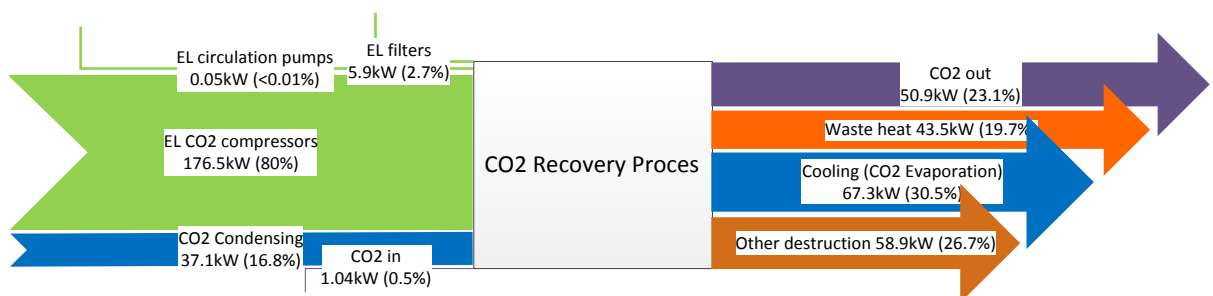 EL circulation pumps
0.05kW (<0.01%)
EL filters
5.9kW (2.7%)
EL CO2 compressors
176.5kW (80%)
CO2 Condensing
37.1kW (16.8%)
CO2 in
1.04kW (0.5%)
CO2 Recovery Proces
CO2 out
50.9kW (23.1%)
Waste heat 43.5kW (19.7%
Cooling (CO2 Evaporation)
67.3kW (30.5%)
Other destruction 58.9kW (26.7%)